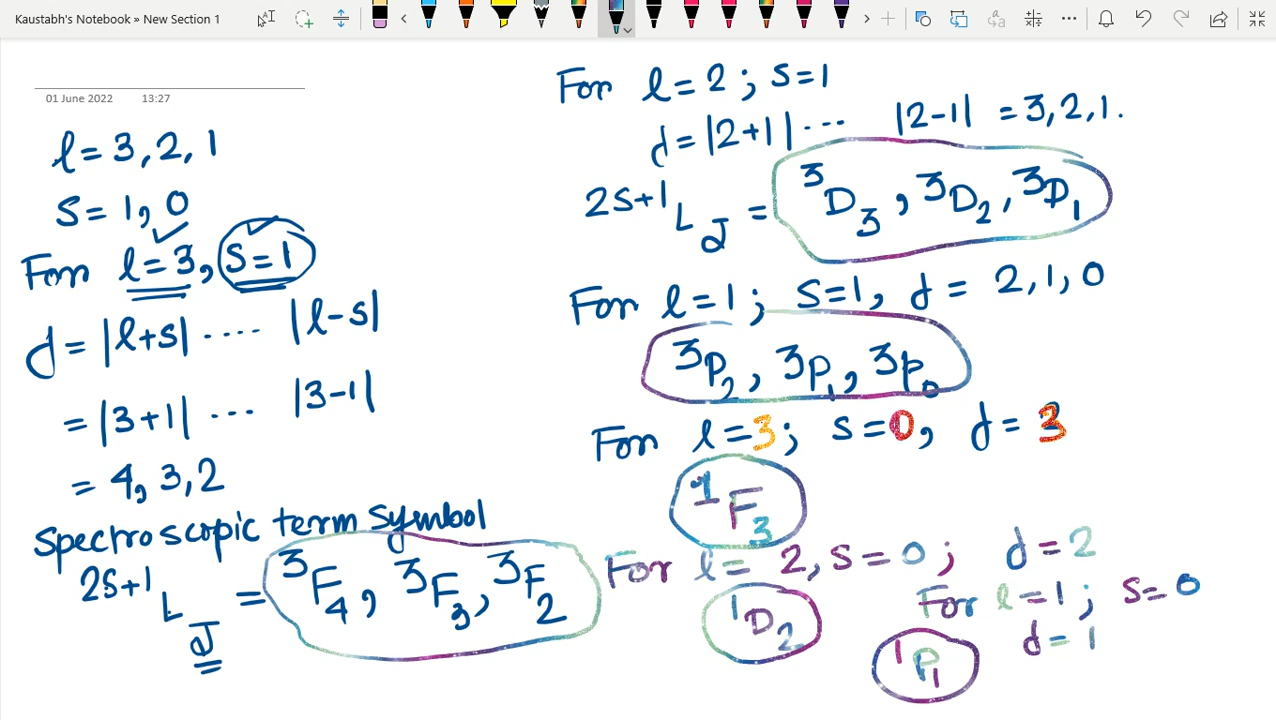 Kaustabh's Notebook » New Section 1
01 June 2022 13:27
l = 3, 2, 1
S = 1, 0
For l = 3, S = 1
J = |l+s| .... |l-s|
= |3+1| ... |3-1|
= 4, 3, 2
Spectroscopic term symbol
2S+1 L J = 3F4, 3F3, 3F2
For l = 2 ; S = 1
J = |2+1| ... |2-1| = 3, 2, 1.
2S+1 L J = 3D3, 3D2, 3D1
For l = 1 ; S = 1, J = 2, 1, 0
3P2, 3P1, 3P0
For l = 3 ; S = 0, J = 3
1F3
For l = 2, S = 0 ; J = 2
1D2
For l = 1 ; S = 0
J = 1
1P1